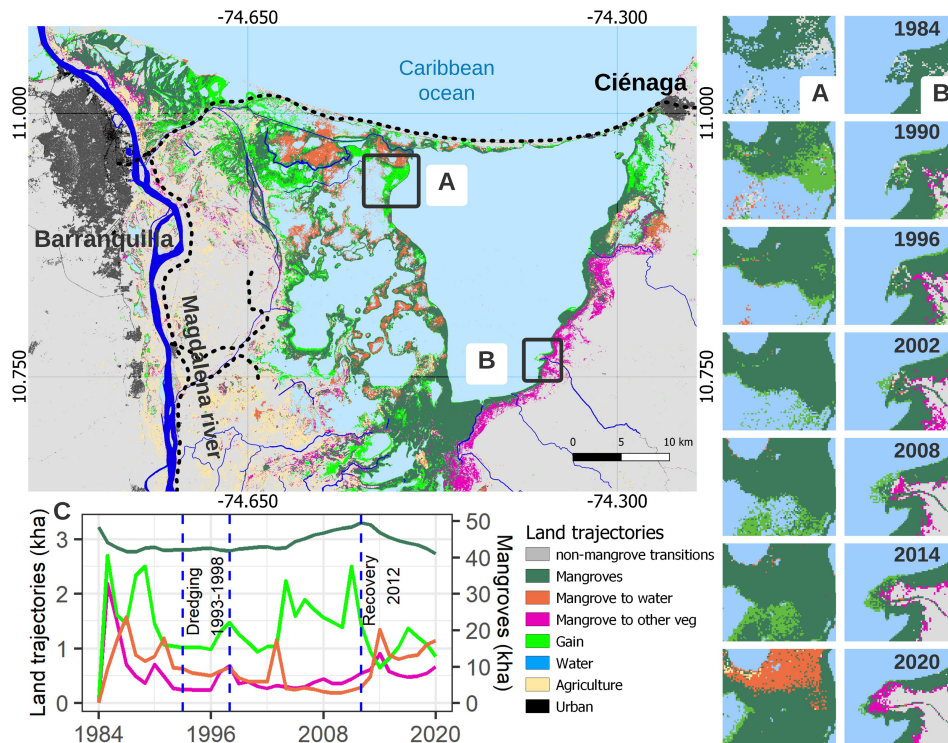 -74.650
-74.300
11.000
11.000
10.750
10.750
Caribbean
ocean
Ciénaga
Barranquilla
Magdalena river
A
B
0 5 10 km
-74.650
-74.300
A
1984
B
1990
1996
2002
2008
2014
2020
C
Land trajectories (kha)
3
2
1
0
Mangroves (kha)
50
40
30
20
10
0
Dredging
1993-1998
Recovery
2012
1984
1996
2008
2020
Land trajectories
non-mangrove transitions
Mangroves
Mangrove to water
Mangrove to other veg
Gain
Water
Agriculture
Urban